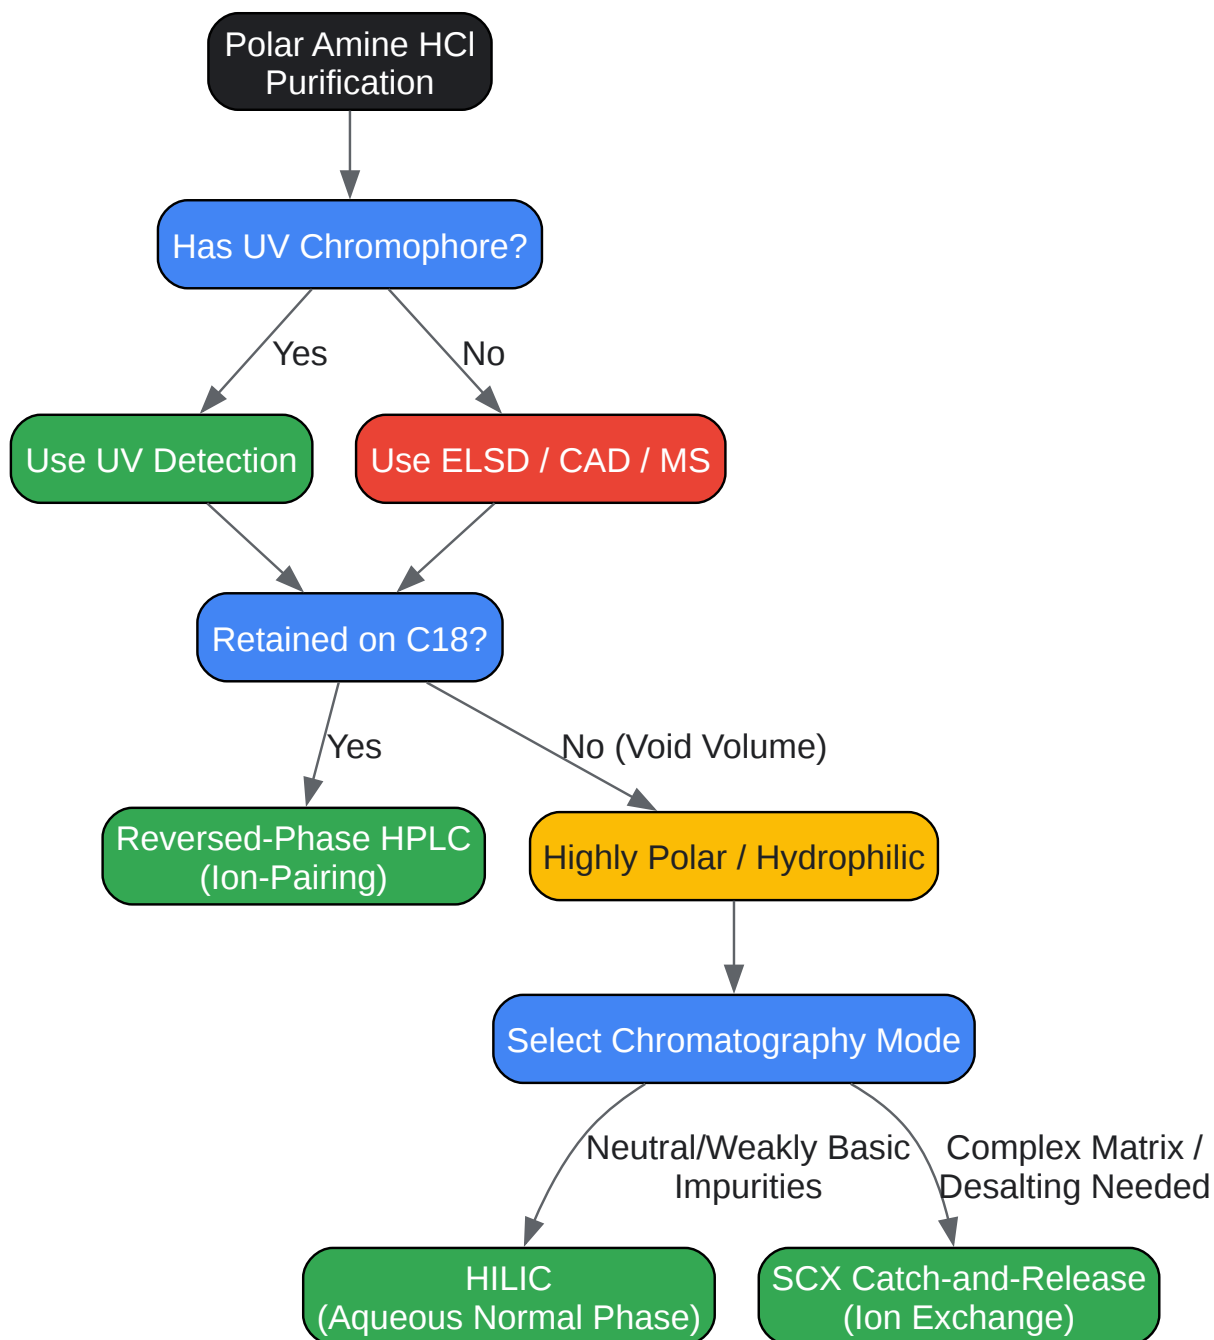 Polar Amine HCl
Purification
Has UV Chromophore?
Yes
No
Use UV Detection
Use ELSD / CAD / MS
Retained on C18?
Yes
No (Void Volume)
Reversed-Phase HPLC
(Ion-Pairing)
Highly Polar / Hydrophilic
Select Chromatography Mode
Neutral/Weakly Basic
Impurities
Complex Matrix /
Desalting Needed
HILIC
(Aqueous Normal Phase)
SCX Catch-and-Release
(Ion Exchange)